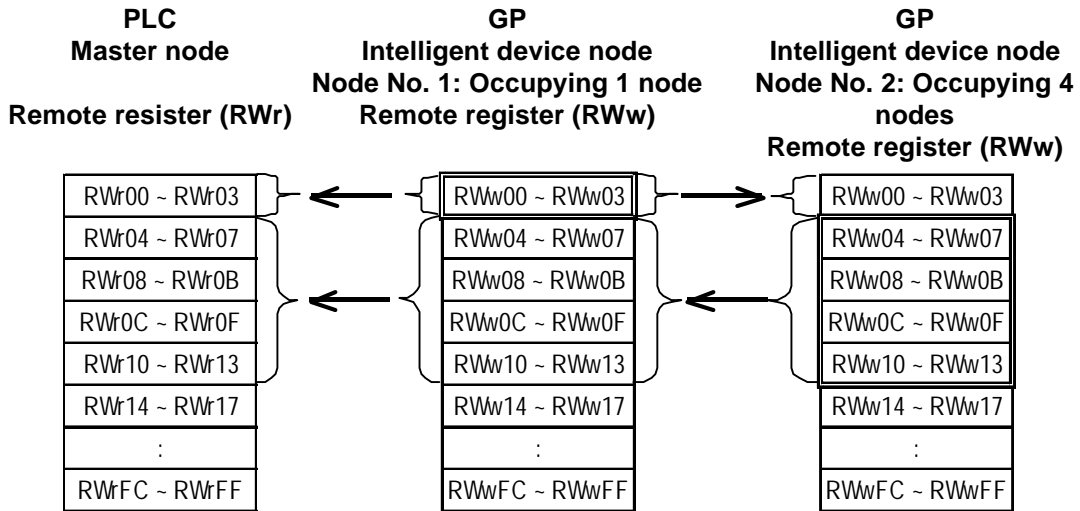 PLC
Master node
Remote resister (RWr)
GP
Intelligent device node
Node No. 1: Occupying 1 node
Remote register (RWw)
GP
Intelligent device node
Node No. 2: Occupying 4
nodes
Remote register (RWw)
RWr00 ~ RWr03
RWr04 ~ RWr07
RWr08 ~ RWr0B
RWr0C ~ RWr0F
RWr10 ~ RWr13
RWr14 ~ RWr17
:
RWrFC ~ RWrFF
RWw00 ~ RWw03
RWw04 ~ RWw07
RWw08 ~ RWw0B
RWw0C ~ RWw0F
RWw10 ~ RWw13
RWw14 ~ RWw17
:
RWwFC ~ RWwFF
RWw00 ~ RWw03
RWw04 ~ RWw07
RWw08 ~ RWw0B
RWw0C ~ RWw0F
RWw10 ~ RWw13
RWw14 ~ RWw17
:
RWwFC ~ RWwFF